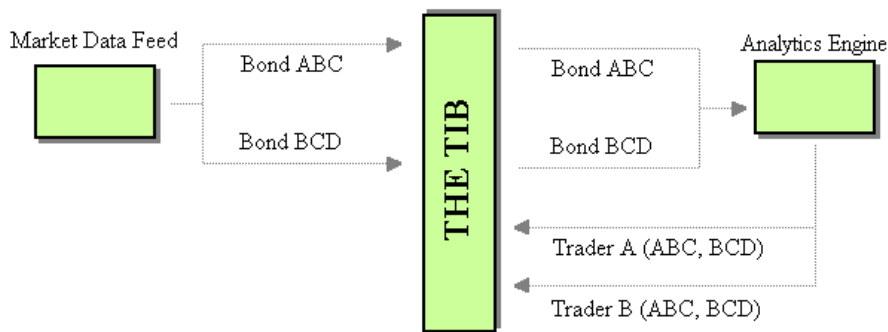 Market Data Feed
Bond ABC
Bond BCD
THE TIB
Bond ABC
Bond BCD
Analytics Engine
Trader A (ABC, BCD)
Trader B (ABC, BCD)